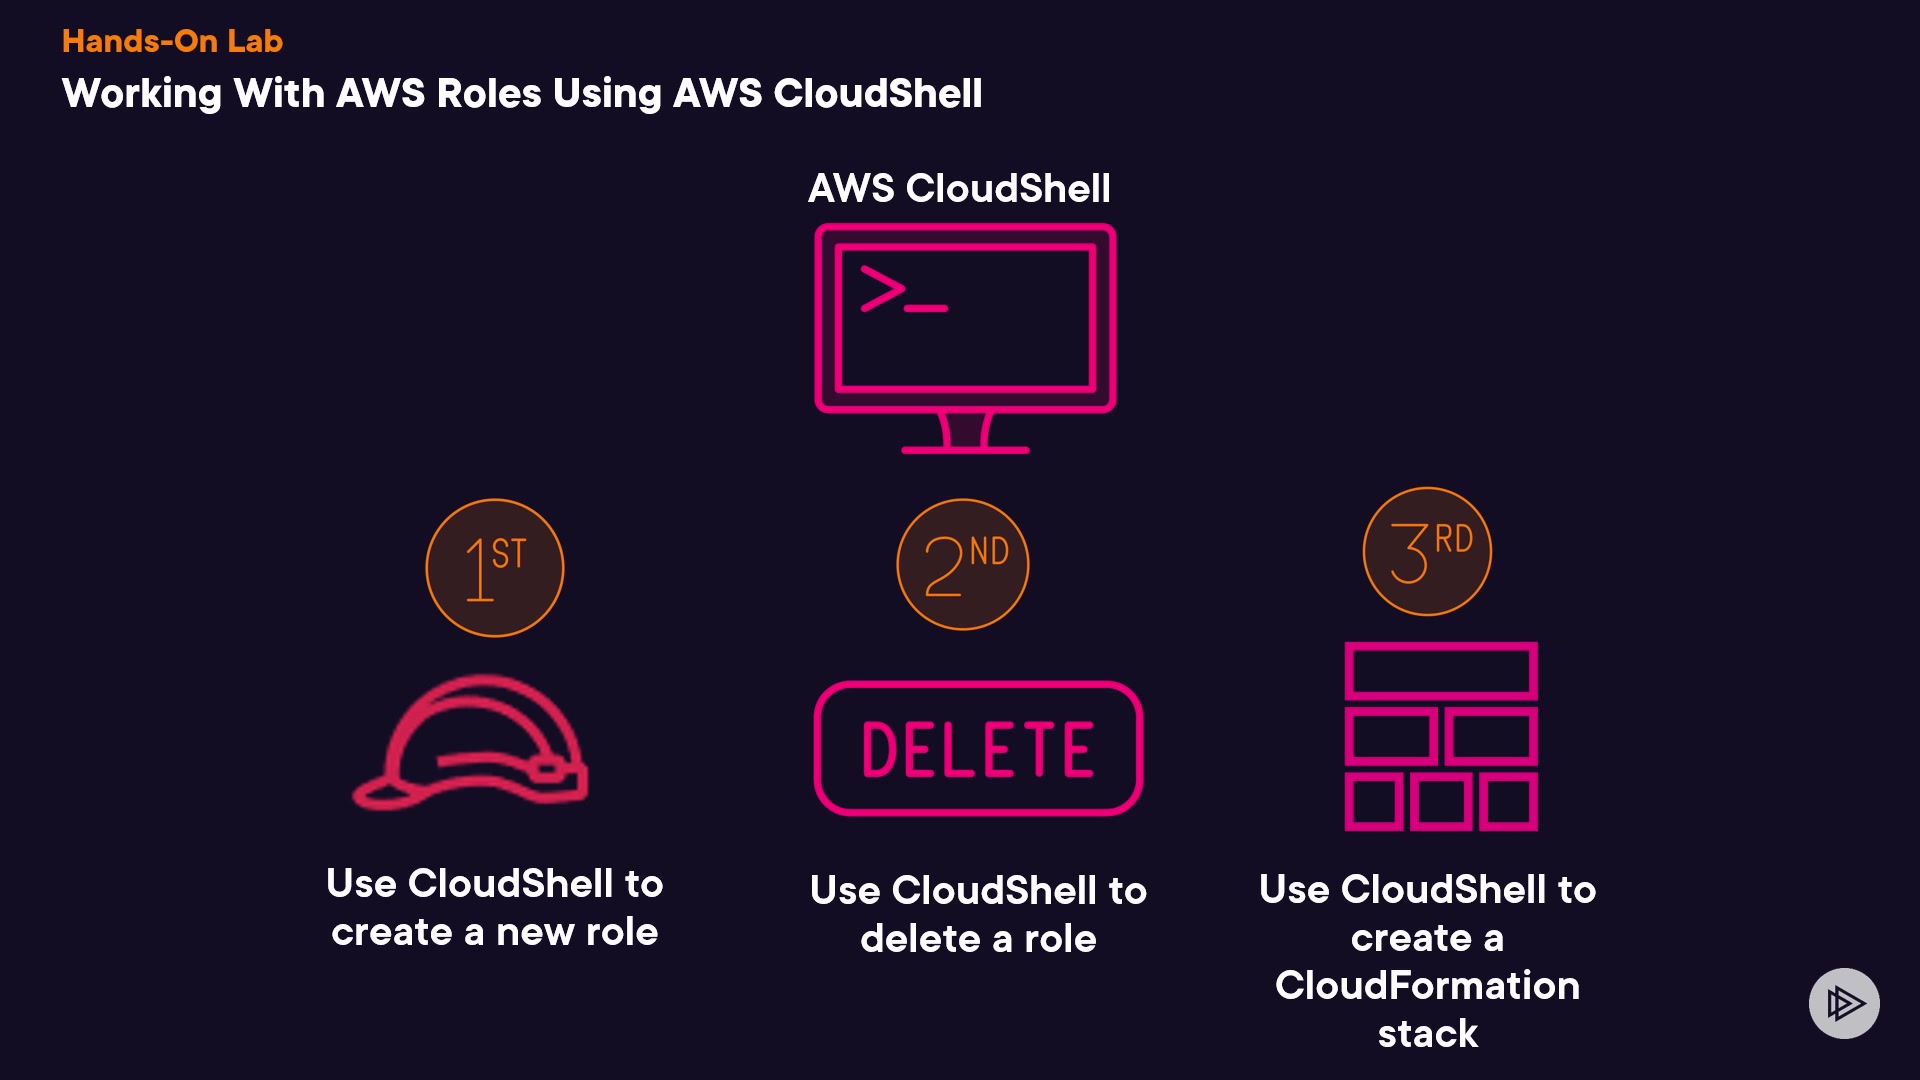 Hands-On Lab
Working With AWS Roles Using AWS CloudShell
AWS CloudShell
>_
1ST
2ND
3RD
DELETE
Use CloudShell to
create a new role
Use CloudShell to
delete a role
Use CloudShell to
create a
CloudFormation
stack